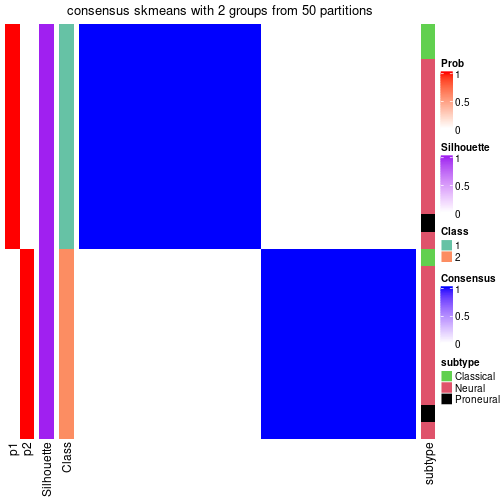 consensus skmeans with 2 groups from 50 partitions
Prob
1
0.5
0
Silhouette
1
0.5
0
Class
1
2
Consensus
1
0.5
0
subtype
Classical
Neural
Proneural
p1
p2
Silhouette
Class
subtype